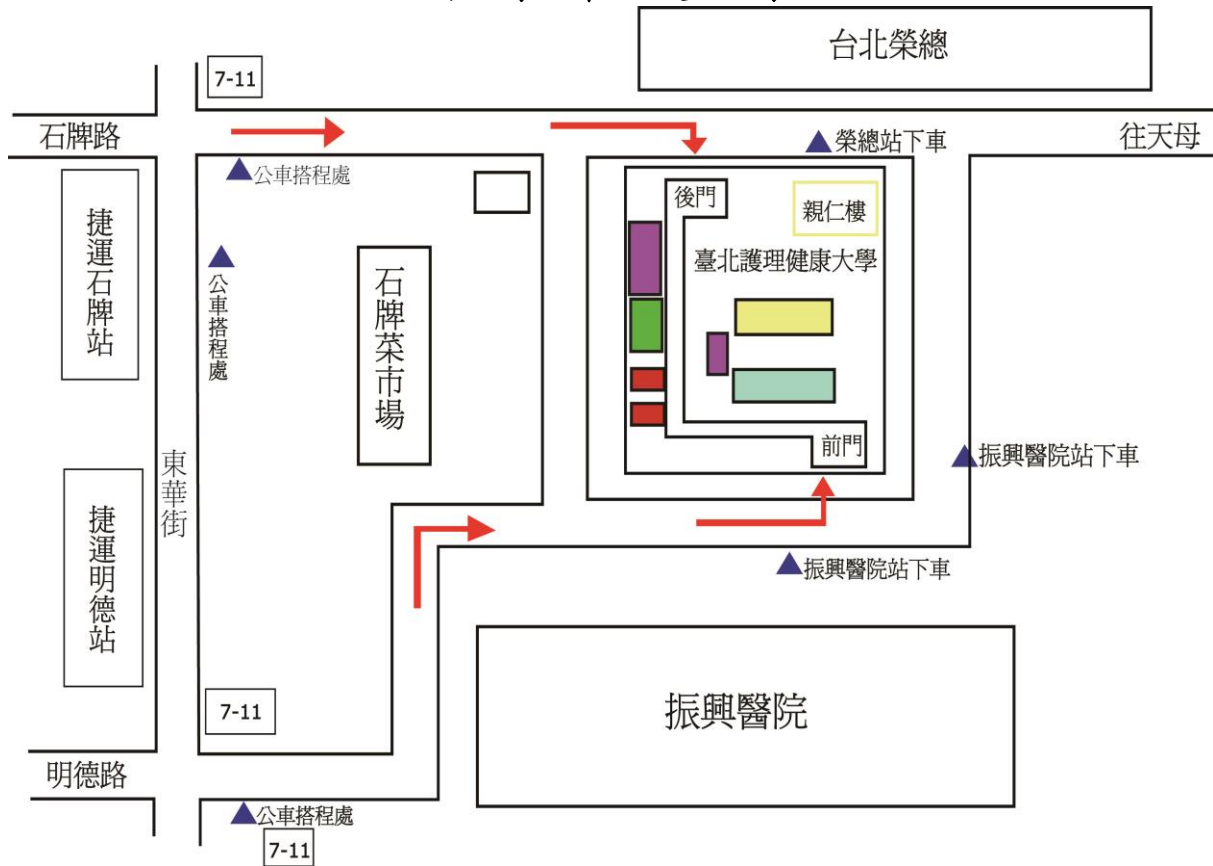 台北榮總
7-11
石牌路
往天母
榮總站下車
公車搭程處
後門
親仁樓
捷運石牌站
公車搭程處
石牌菜市場
臺北護理健康大學
前門
振興醫院站下車
東華街
捷運明德站
振興醫院站下車
7-11
振興醫院
明德路
公車搭程處
7-11